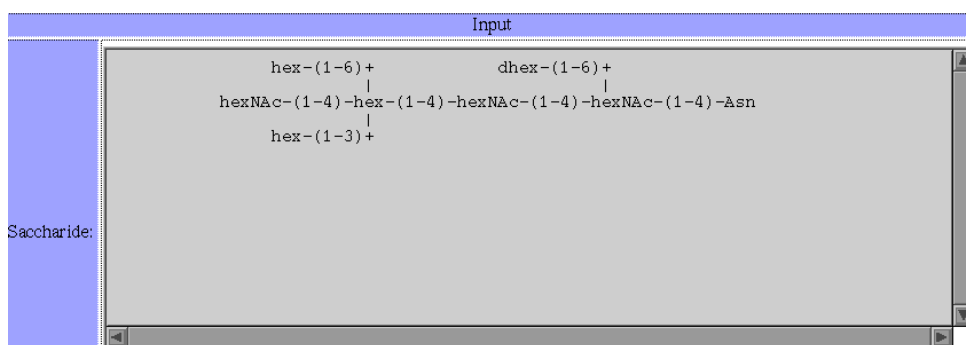 Input
hex-(1-6)+ dhex-(1-6)+
| |
hexNAc-(1-4)-hex-(1-4)-hexNAc-(1-4)-hexNAc-(1-4)-Asn
|
hex-(1-3)+
Saccharide: